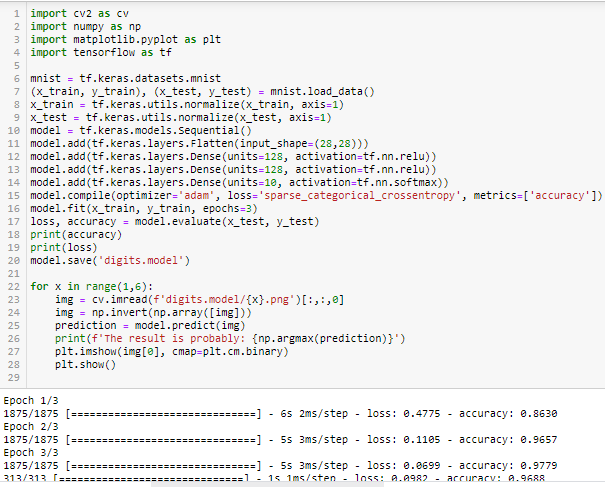 1 import cv2 as cv
2 import numpy as np
3 import matplotlib.pyplot as plt
4 import tensorflow as tf
5
6 mnist = tf.keras.datasets.mnist
7 (x_train, y_train), (x_test, y_test) = mnist.load_data()
8 x_train = tf.keras.utils.normalize(x_train, axis=1)
9 x_test = tf.keras.utils.normalize(x_test, axis=1)
10 model = tf.keras.models.Sequential()
11 model.add(tf.keras.layers.Flatten(input_shape=(28,28)))
12 model.add(tf.keras.layers.Dense(units=128, activation=tf.nn.relu))
13 model.add(tf.keras.layers.Dense(units=128, activation=tf.nn.relu))
14 model.add(tf.keras.layers.Dense(units=10, activation=tf.nn.softmax))
15 model.compile(optimizer='adam', loss='sparse_categorical_crossentropy', metrics=['accuracy'])
16 model.fit(x_train, y_train, epochs=3)
17 loss, accuracy = model.evaluate(x_test, y_test)
18 print(accuracy)
19 print(loss)
20 model.save('digits.model')
21
22 for x in range(1,6):
23     img = cv.imread(f'digits.model/{x}.png')[:,:,0]
24     img = np.invert(np.array([img]))
25     prediction = model.predict(img)
26     print(f'The result is probably: {np.argmax(prediction)}')
27     plt.imshow(img[0], cmap=plt.cm.binary)
28     plt.show()
29
Epoch 1/3
1875/1875 [==============================] - 6s 2ms/step - loss: 0.4775 - accuracy: 0.8630
Epoch 2/3
1875/1875 [==============================] - 5s 3ms/step - loss: 0.1105 - accuracy: 0.9657
Epoch 3/3
1875/1875 [==============================] - 5s 3ms/step - loss: 0.0699 - accuracy: 0.9779
313/313 [==============================] - 1s 1ms/step - loss: 0.0982 - accuracy: 0.9688